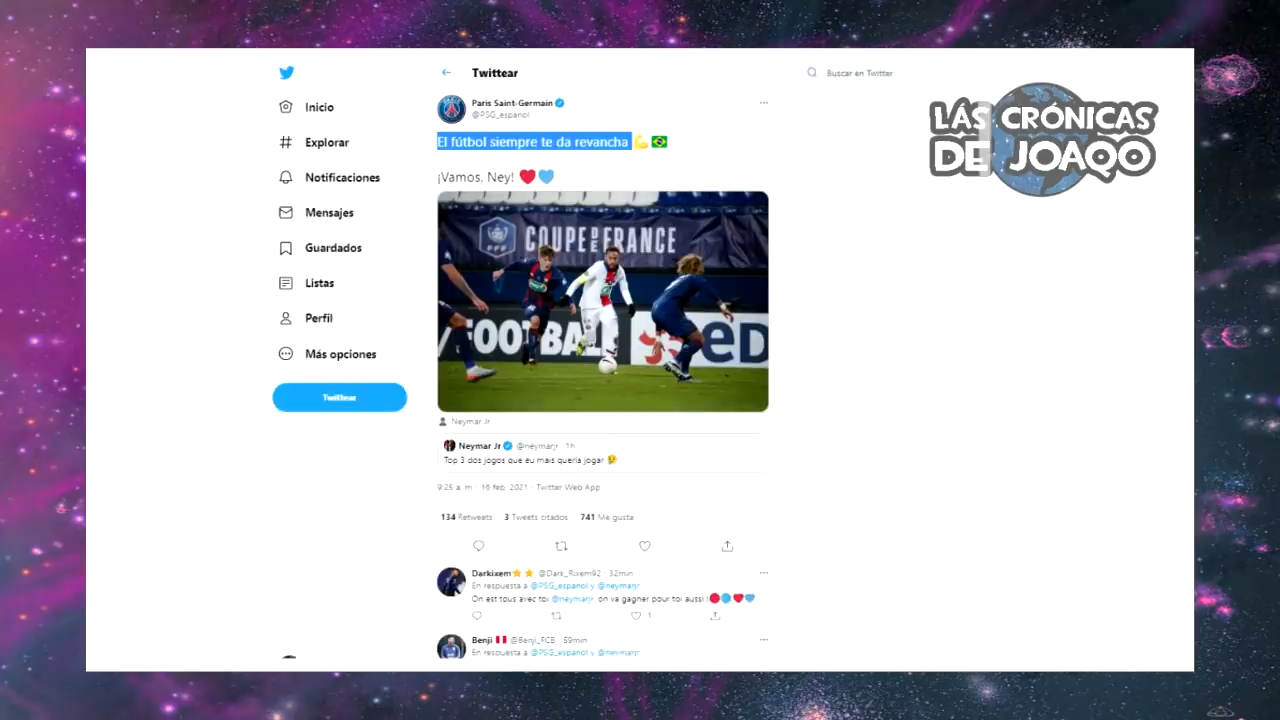 Twittear
Buscar en Twitter
Inicio
Explorar
Notificaciones
Mensajes
Guardados
Listas
Perfil
Más opciones
Twittear
Paris Saint-Germain
@PSG_espanol
El fútbol siempre te da revancha
¡Vamos, Ney!
COUPE DE FRANCE
FFF
FOOTBALL
ED
Neymar Jr
Neymar Jr @neymarjr · 1h
Top 3 dos jogos que eu mais queria jogar
9:25 a. m. · 16 feb. 2021 · Twitter Web App
134 Retweets 3 Tweets citados 741 Me gusta
Darkixem @Dark_Rixem92 · 32min
En respuesta a @PSG_espanol y @neymarjr
On est tous avec toi @neymarjr on va gagner pour toi aussi !
1
Benji @Benji_FCB · 59min
En respuesta a @PSG_espanol y @neymarjr
LÁS CRÓNICAS
DE JOAQO